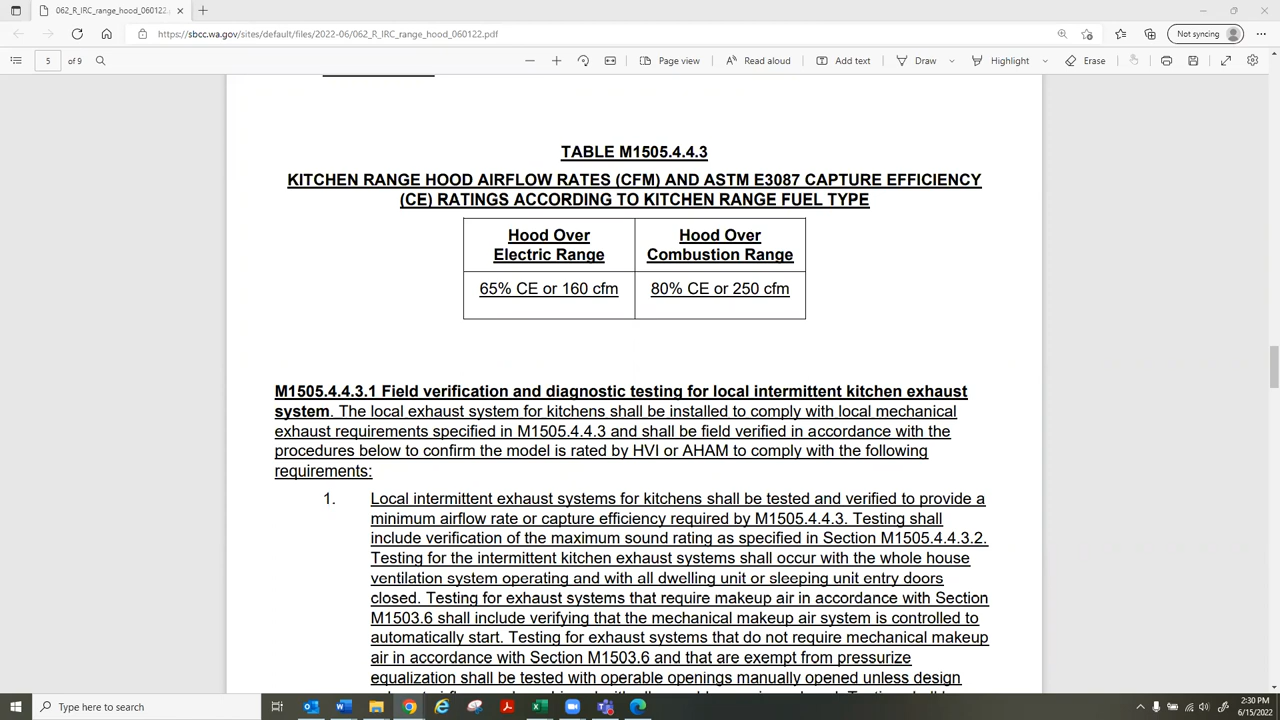 062_R_IRC_range_hood_060122.p
https://sbcc.wa.gov/sites/default/files/2022-06/062_R_IRC_range_hood_060122.pdf
Not syncing
5 of 9
Page view
Read aloud
Add text
Draw
Highlight
Erase
TABLE M1505.4.4.3
KITCHEN RANGE HOOD AIRFLOW RATES (CFM) AND ASTM E3087 CAPTURE EFFICIENCY
(CE) RATINGS ACCORDING TO KITCHEN RANGE FUEL TYPE
Hood Over
Electric Range
Hood Over
Combustion Range
65% CE or 160 cfm
80% CE or 250 cfm
M1505.4.4.3.1 Field verification and diagnostic testing for local intermittent kitchen exhaust
system. The local exhaust system for kitchens shall be installed to comply with local mechanical
exhaust requirements specified in M1505.4.4.3 and shall be field verified in accordance with the
procedures below to confirm the model is rated by HVI or AHAM to comply with the following
requirements:
1. Local intermittent exhaust systems for kitchens shall be tested and verified to provide a
minimum airflow rate or capture efficiency required by M1505.4.4.3. Testing shall
include verification of the maximum sound rating as specified in Section M1505.4.4.3.2.
Testing for the intermittent kitchen exhaust systems shall occur with the whole house
ventilation system operating and with all dwelling unit or sleeping unit entry doors
closed. Testing for exhaust systems that require makeup air in accordance with Section
M1503.6 shall include verifying that the mechanical makeup air system is controlled to
automatically start. Testing for exhaust systems that do not require mechanical makeup
air in accordance with Section M1503.6 and that are exempt from pressurize
equalization shall be tested with operable openings manually opened unless design
Type here to search
2:30 PM
6/15/2022